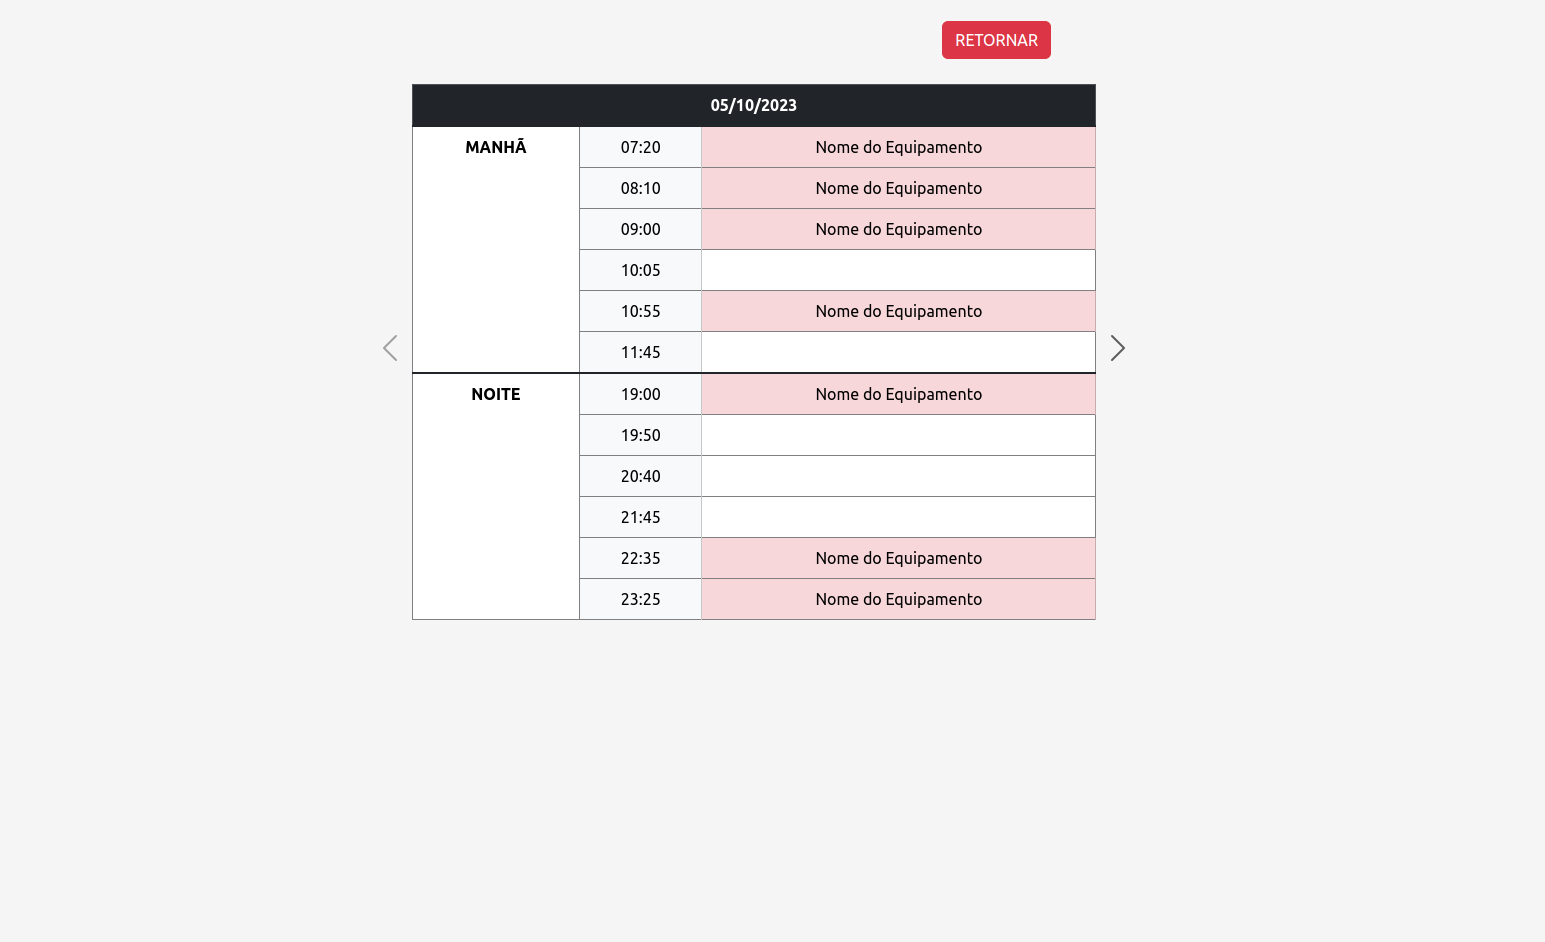 RETORNAR
05/10/2023
MANHÃ 07:20 Nome do Equipamento
08:10 Nome do Equipamento
09:00 Nome do Equipamento
10:05
10:55 Nome do Equipamento
11:45
NOITE 19:00 Nome do Equipamento
19:50
20:40
21:45
22:35 Nome do Equipamento
23:25 Nome do Equipamento